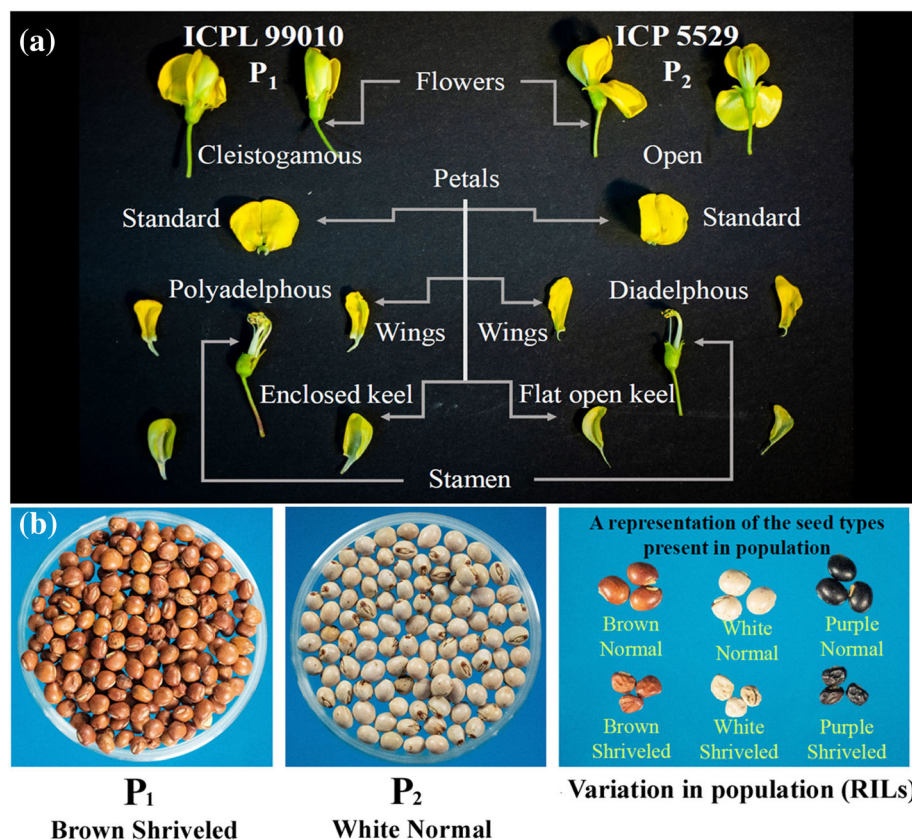 (a)
ICPL 99010
P1
ICP 5529
P2
Flowers
Cleistogamous
Open
Petals
Standard
Standard
Polyadelphous
Diadelphous
Wings
Wings
Enclosed keel
Flat open keel
Stamen
(b)
A representation of the seed types
present in population
Brown
Normal
White
Normal
Purple
Normal
Brown
Shriveled
White
Shriveled
Purple
Shriveled
P1
Brown Shriveled
P2
White Normal
Variation in population (RILs)